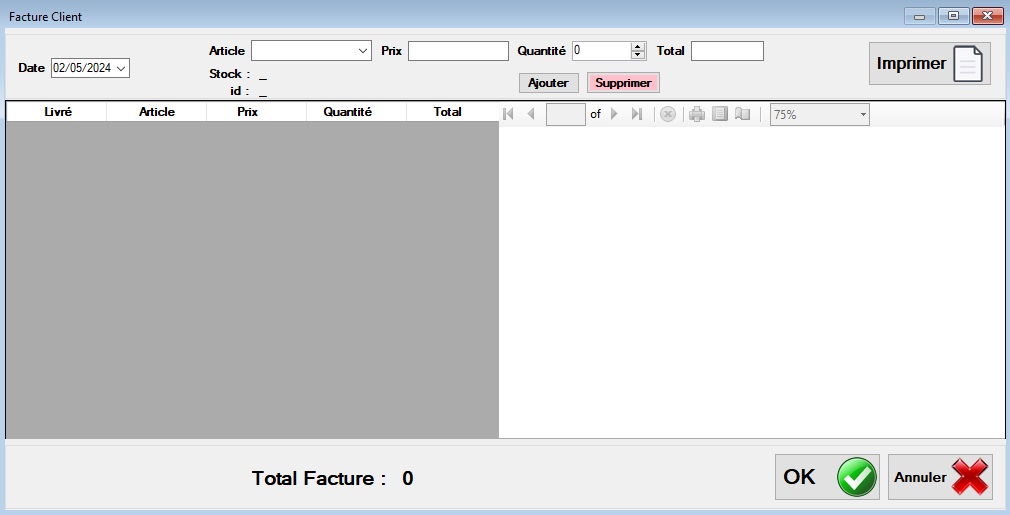 Facture Client
Article Prix Quantité 0 Total
Imprimer
Date 02/05/2024
Stock : _
id : _
Ajouter Supprimer
Livré Article Prix Quantité Total
of 75%
Total Facture : 0
OK Annuler